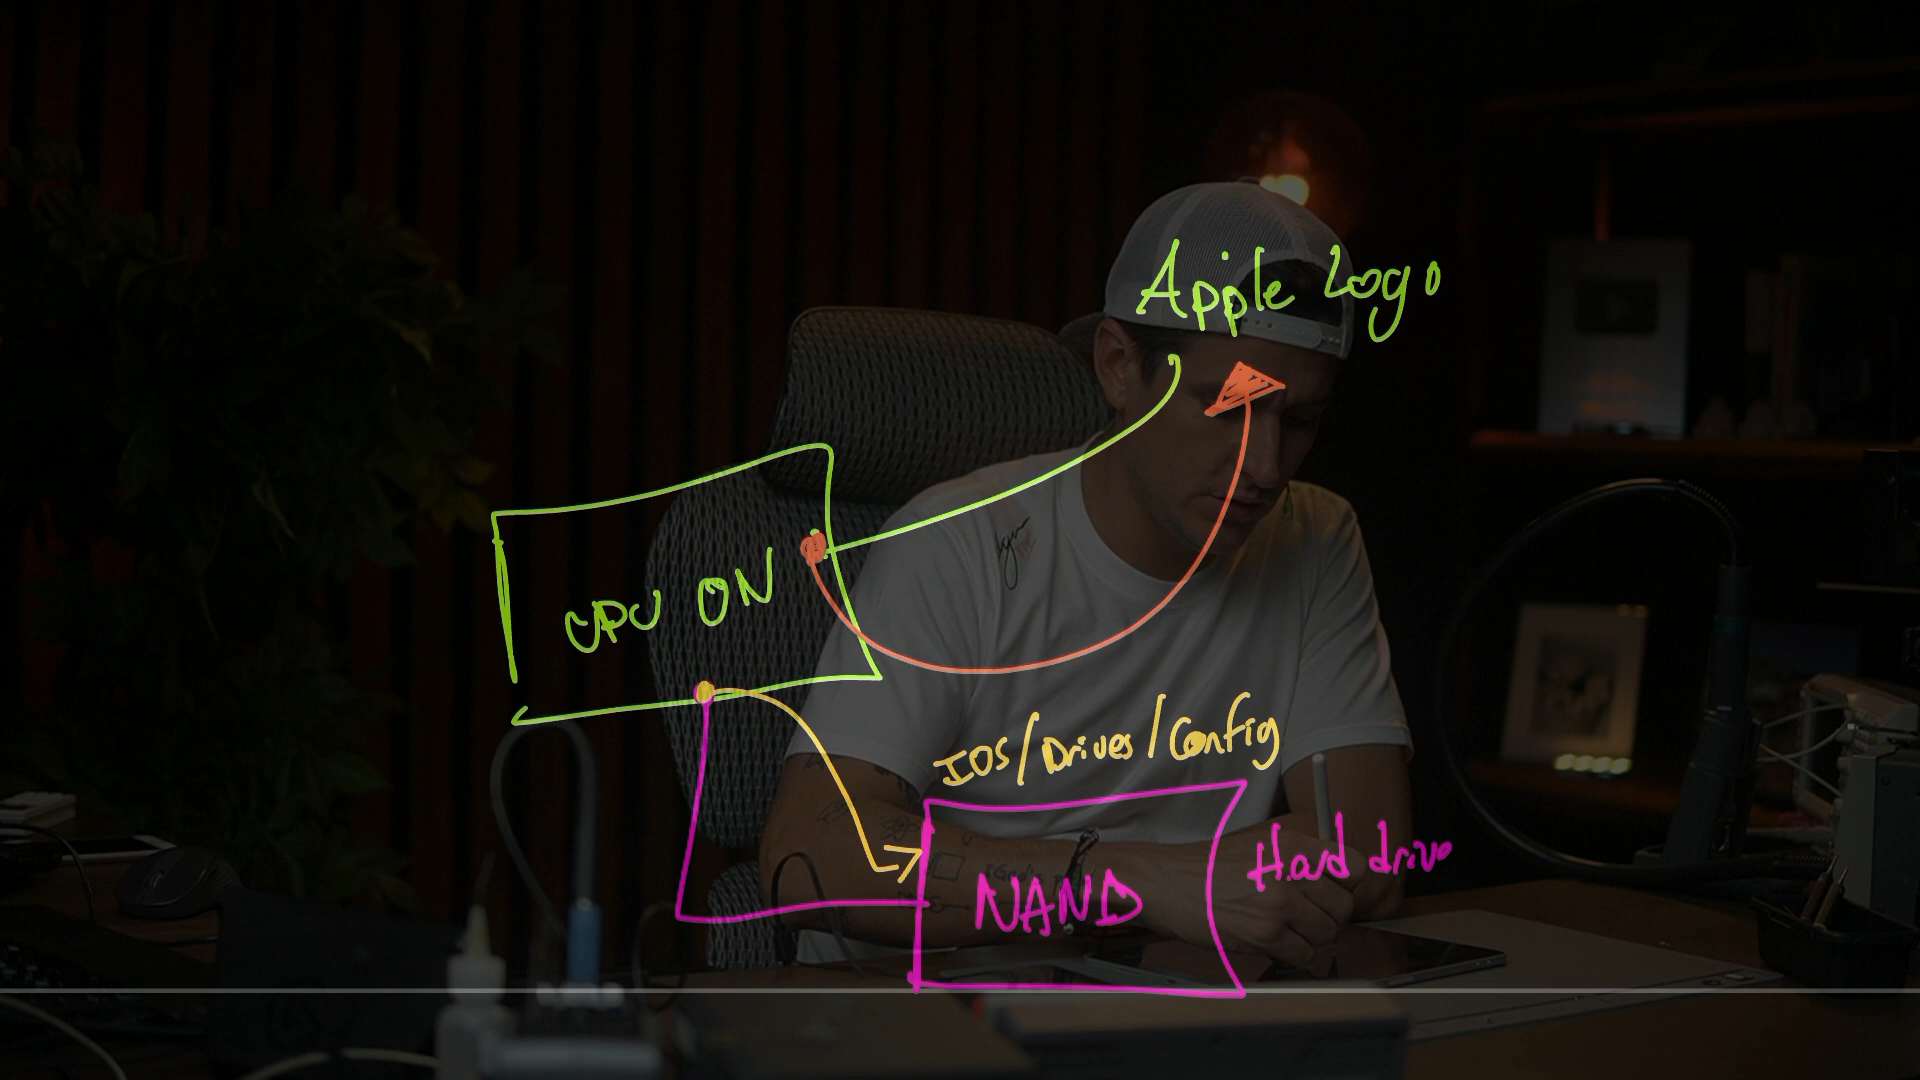 Apple Logo
CPU ON
IOS/Drives/Config
Hard drive
NAND